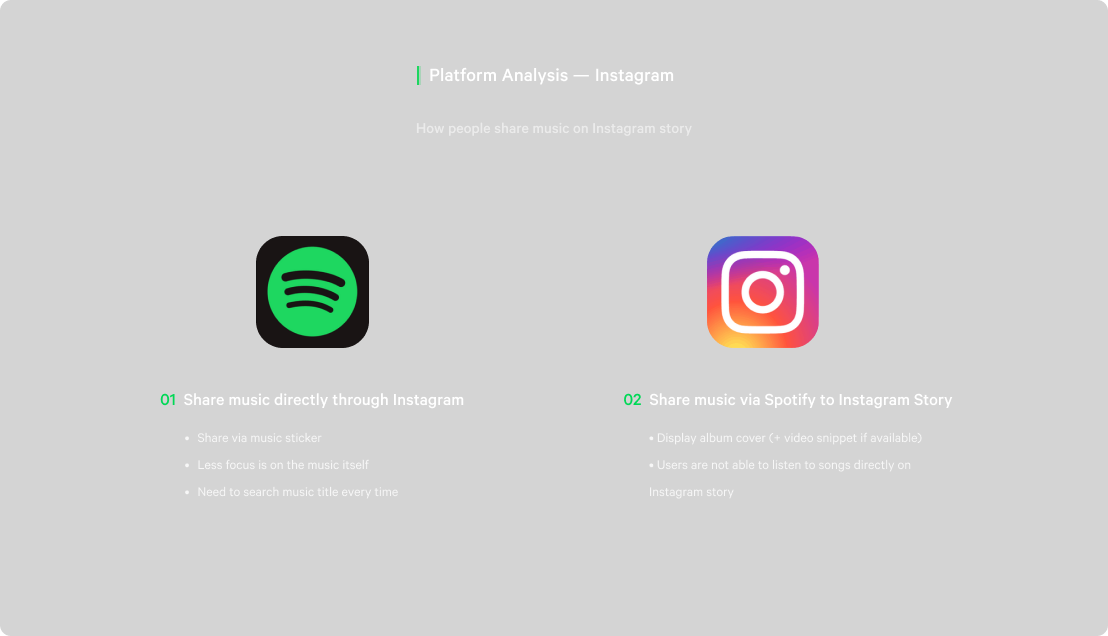 Platform Analysis — Instagram
How people share music on Instagram story
01 Share music directly through Instagram
• Share via music sticker
• Less focus is on the music itself
• Need to search music title every time
02 Share music via Spotify to Instagram Story
• Display album cover (+ video snippet if available)
• Users are not able to listen to songs directly on
Instagram story